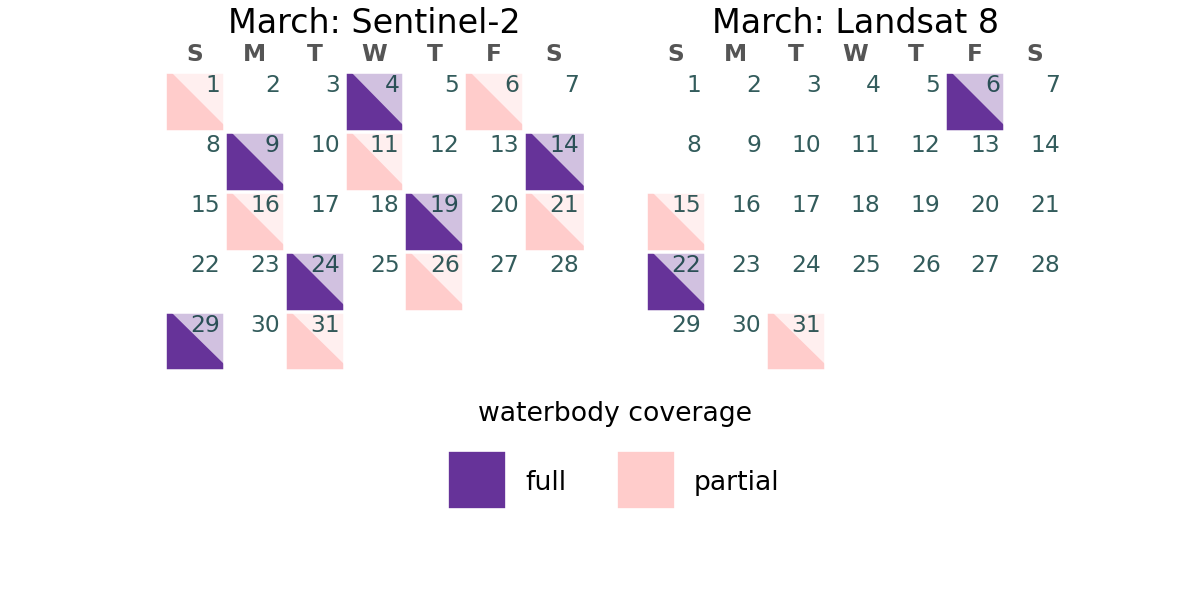 March: Sentinel-2
S M T W T F S
1 2 3 4 5 6 7
8 9 10 11 12 13 14
15 16 17 18 19 20 21
22 23 24 25 26 27 28
29 30 31
March: Landsat 8
S M T W T F S
1 2 3 4 5 6 7
8 9 10 11 12 13 14
15 16 17 18 19 20 21
22 23 24 25 26 27 28
29 30 31
waterbody coverage
full
partial